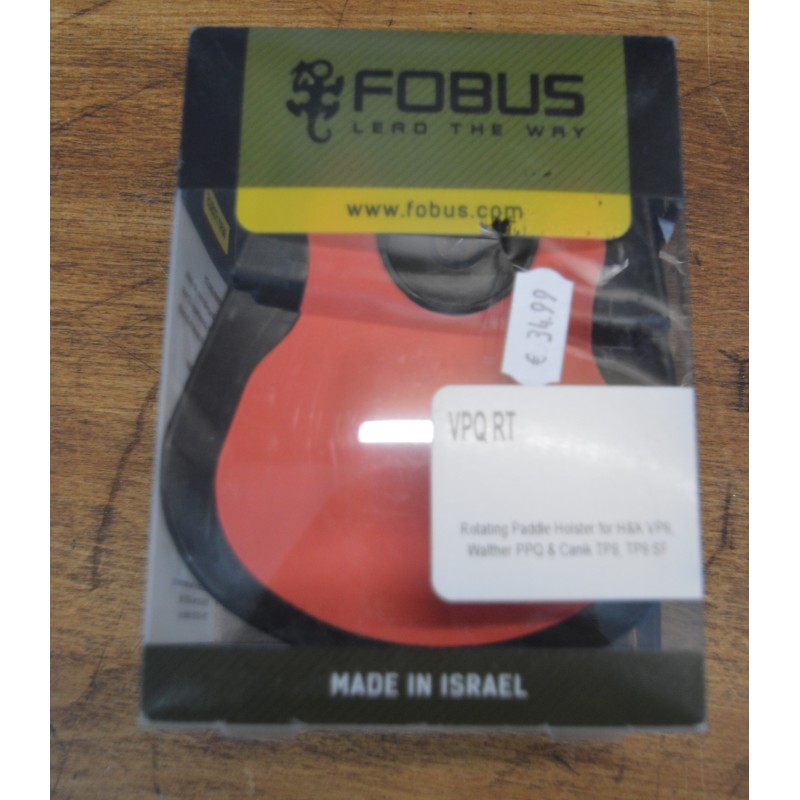 FOBUS
LEAD THE WAY
www.fobus.com
€ 34.99
VPQ RT
Rotating Paddle Holster for H&K VP9,
Walther PPQ & Canik TP9, TP9 SF
MADE IN ISRAEL